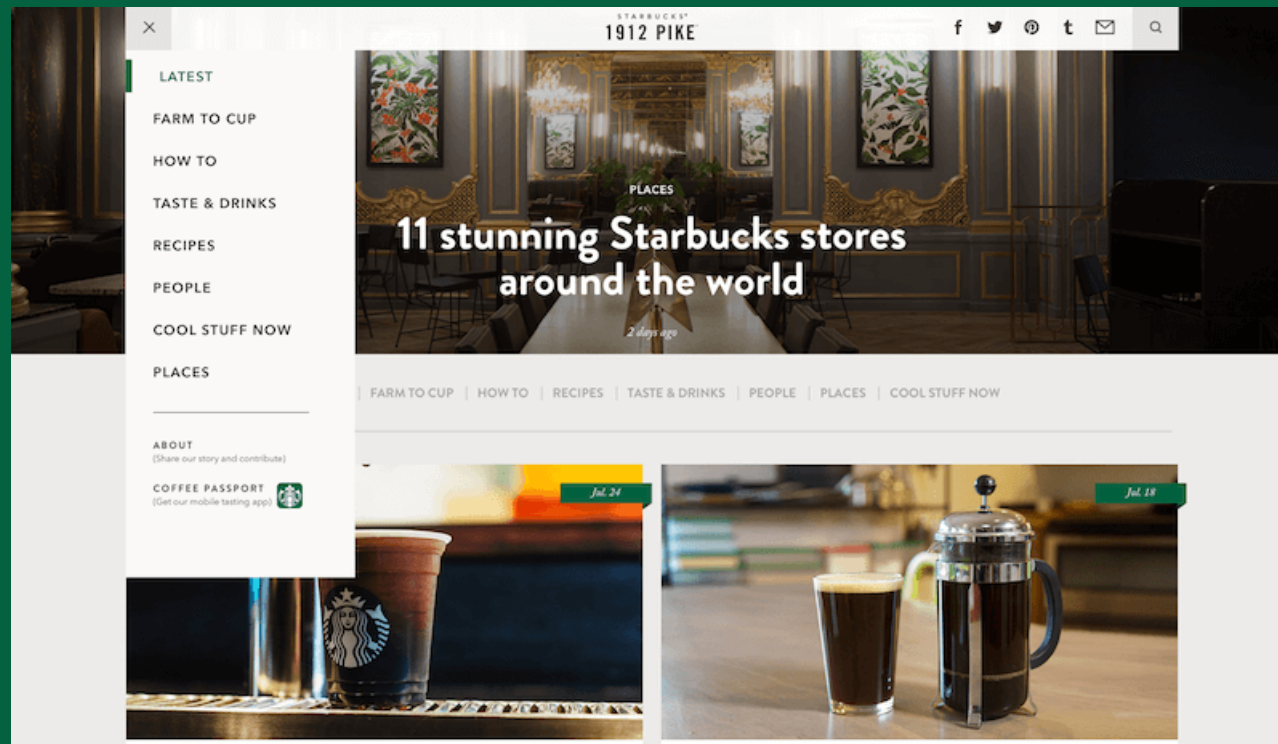 STARBUCKS®
1912 PIKE
LATEST
FARM TO CUP
HOW TO
TASTE & DRINKS
RECIPES
PEOPLE
COOL STUFF NOW
PLACES
ABOUT
(Share our story and contribute)
COFFEE PASSPORT
(Get our mobile tasting app)
PLACES
11 stunning Starbucks stores
around the world
2 days ago
| FARM TO CUP | HOW TO | RECIPES | TASTE & DRINKS | PEOPLE | PLACES | COOL STUFF NOW
Jul. 24
Jul. 18